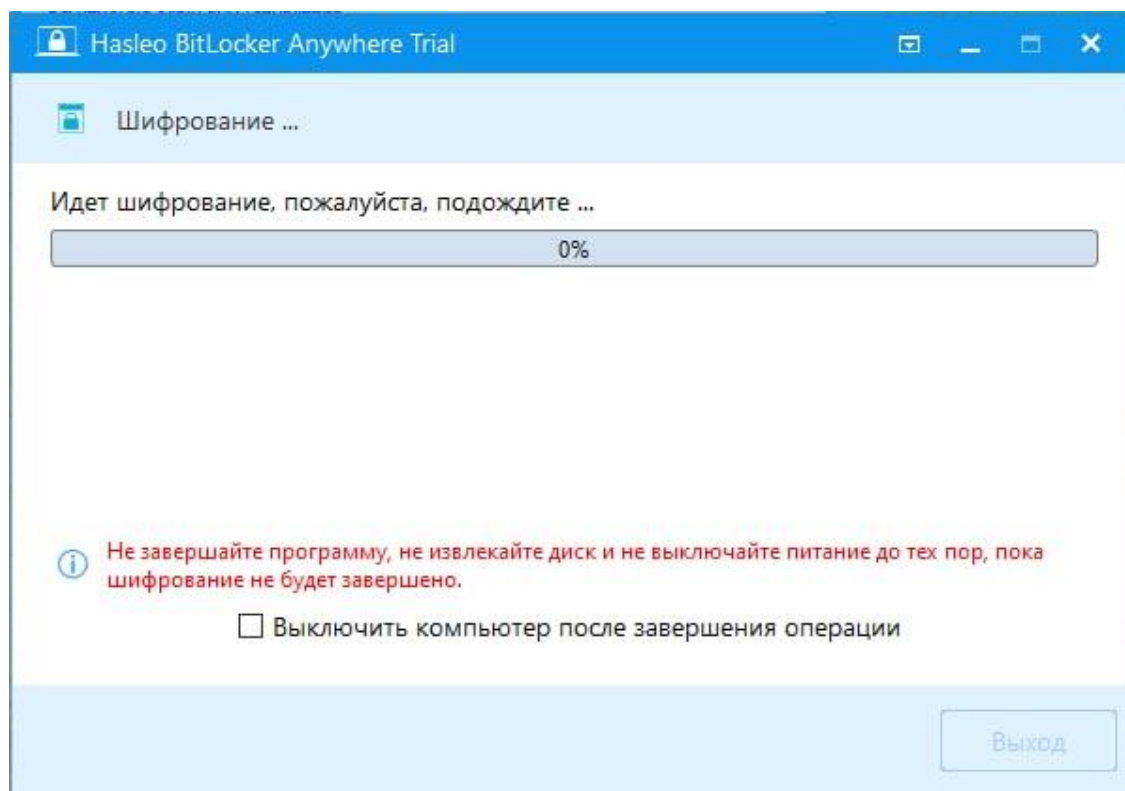 Hasleo BitLocker Anywhere Trial
Шифрование ...
Идет шифрование, пожалуйста, подождите ...
0%
Не завершайте программу, не извлекайте диск и не выключайте питание до тех пор, пока
шифрование не будет завершено.
Выключить компьютер после завершения операции
Выход